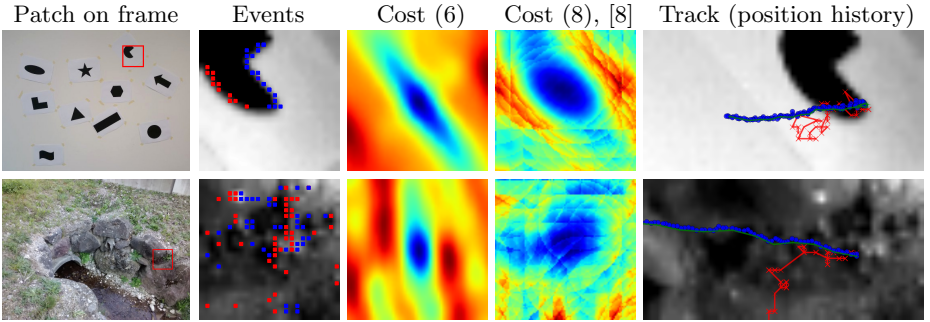 Patch on frame Events Cost (6) Cost (8), [8] Track (position history)